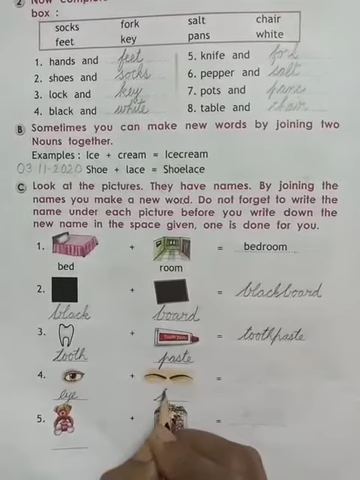 2 Now complete
box :
socks fork salt chair
feet key pans white
1. hands and feet 5. knife and fork
2. shoes and socks 6. pepper and salt
3. lock and key 7. pots and pans
4. black and white 8. table and chair
B Sometimes you can make new words by joining two
Nouns together.
Examples : Ice + cream = Icecream
03-11-2020 Shoe + lace = Shoelace
C Look at the pictures. They have names. By joining the
names you make a new word. Do not forget to write the
name under each picture before you write down the
new name in the space given, one is done for you.
1. + = bedroom
bed room
2. + = blackboard
black board
3. + = toothpaste
tooth paste
4. + =
eye
5. + =